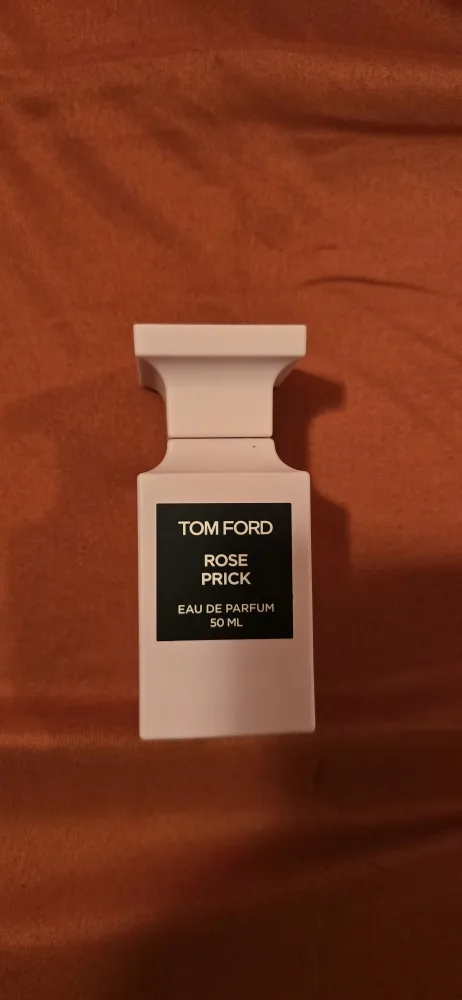 TOM FORD
ROSE
PRICK
EAU DE PARFUM
50 ML